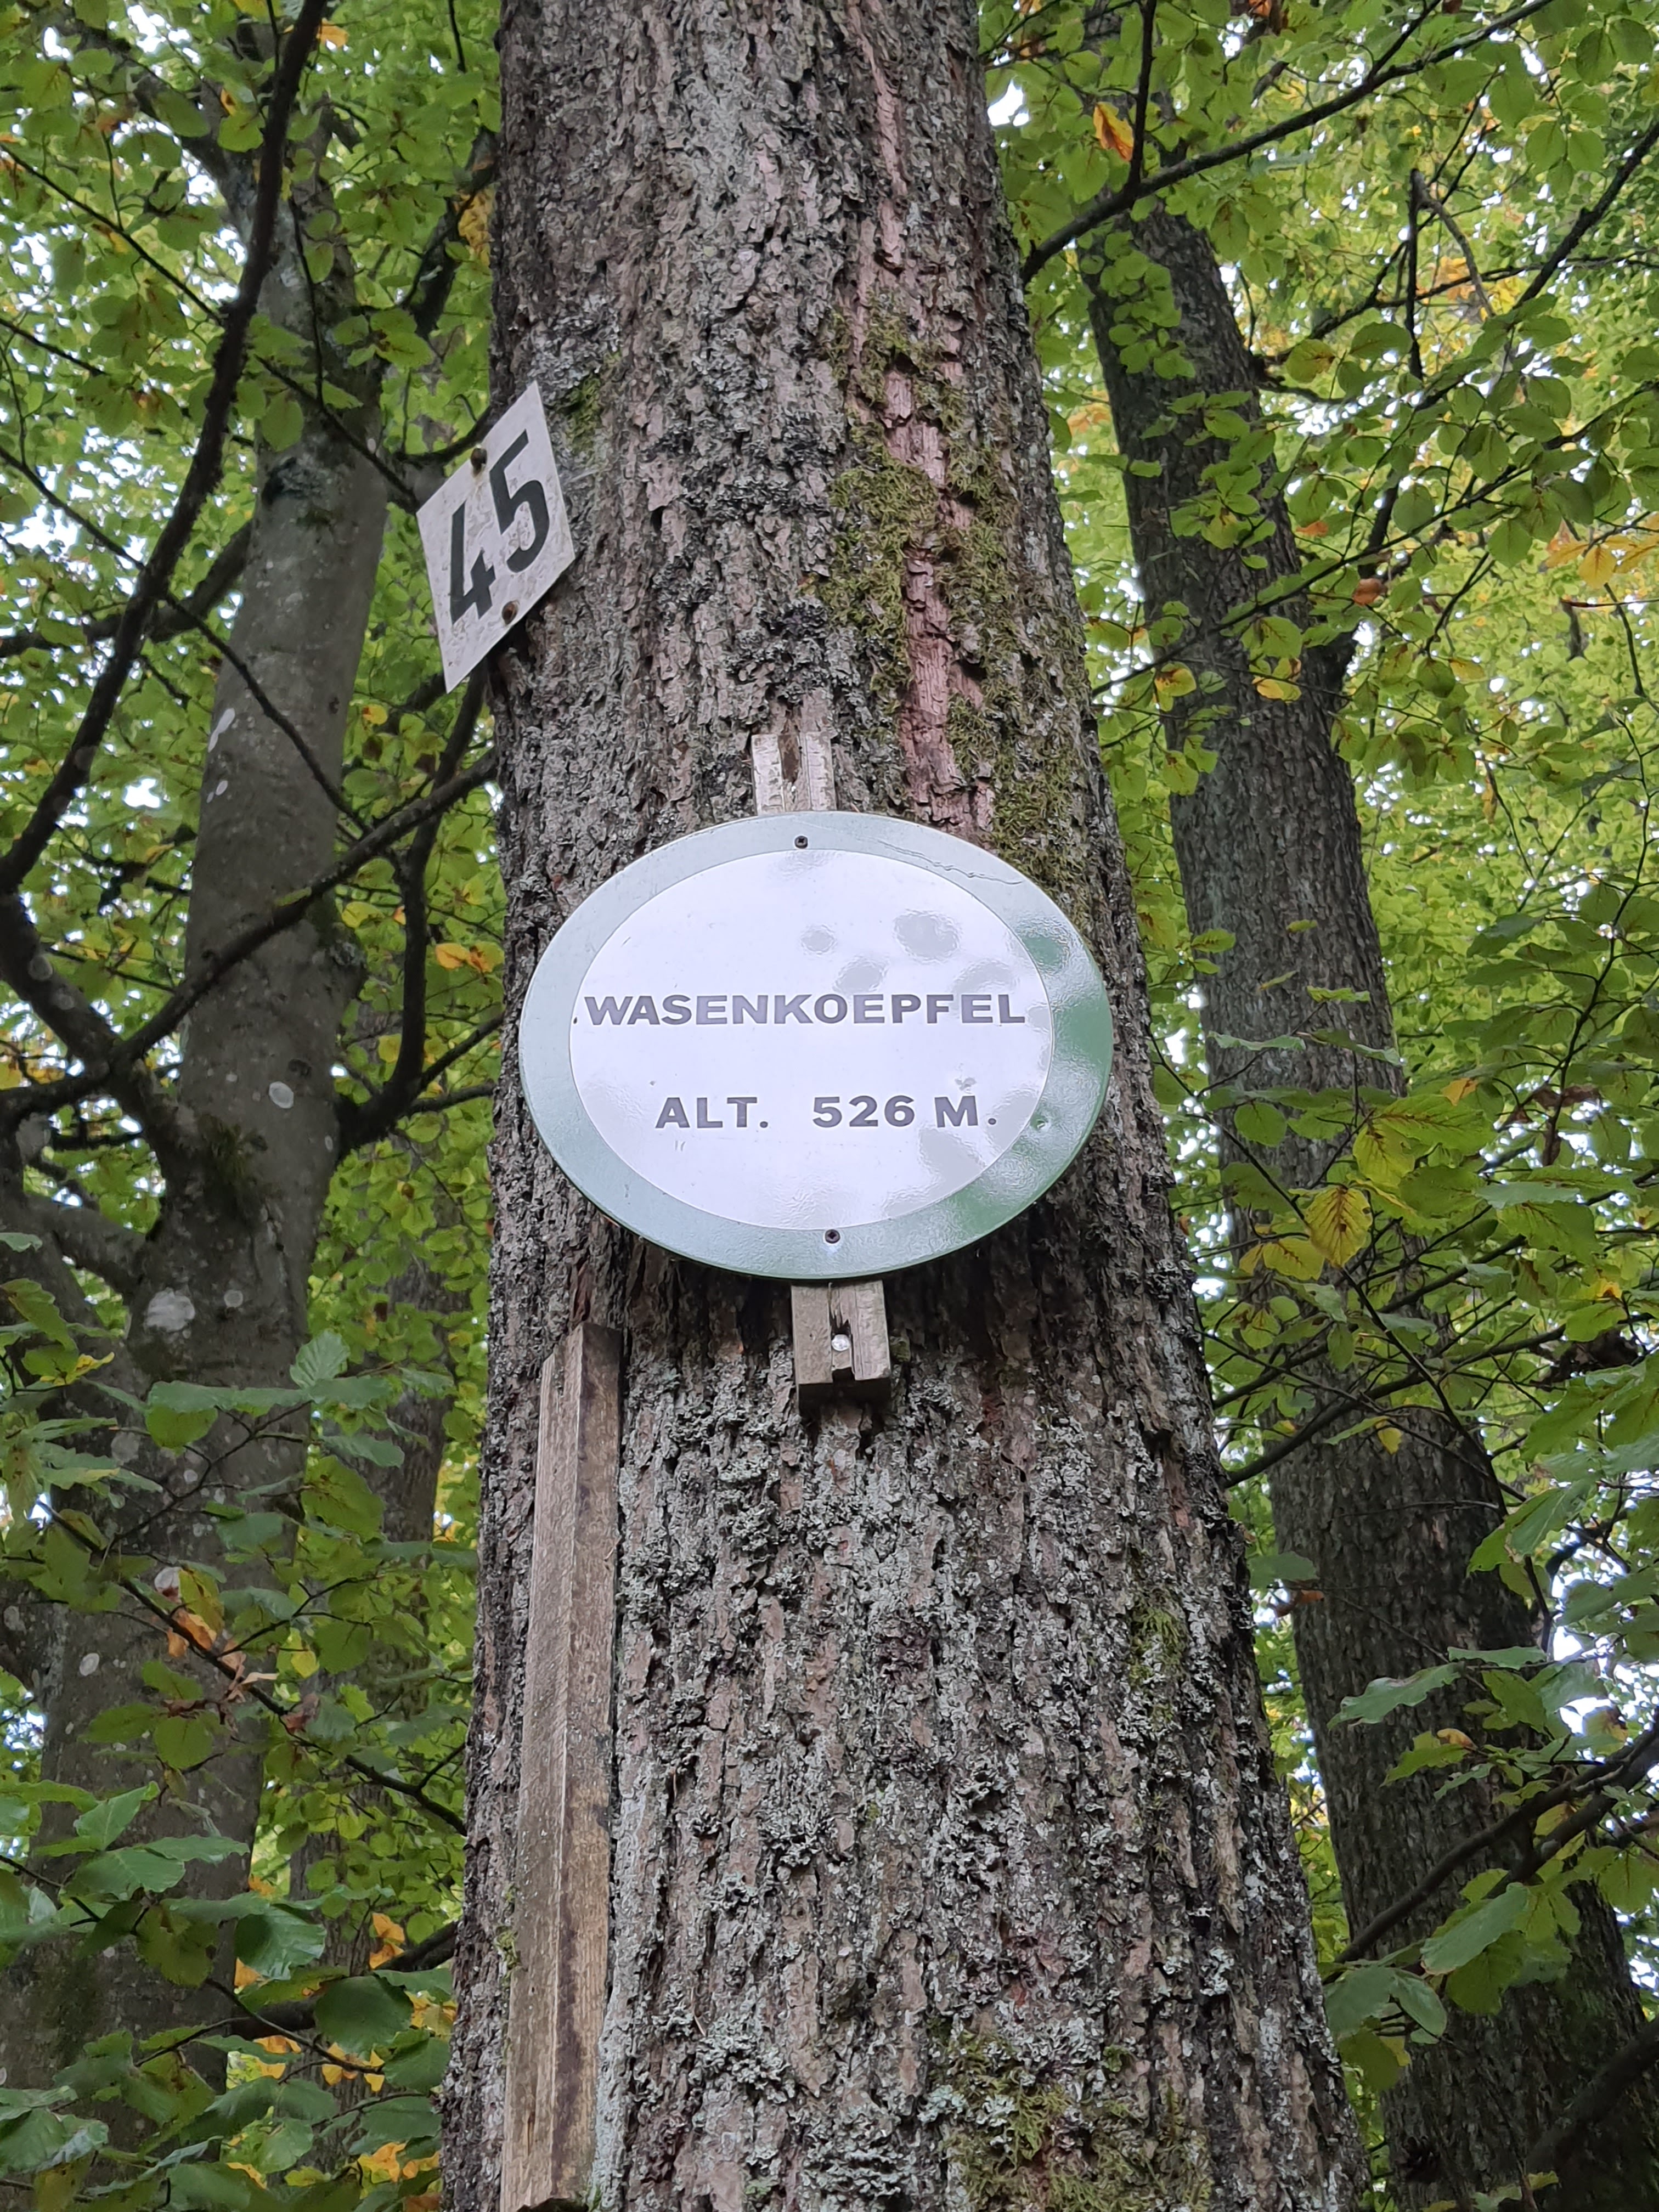 45
WASENKOEPFEL
ALT. 526 M.